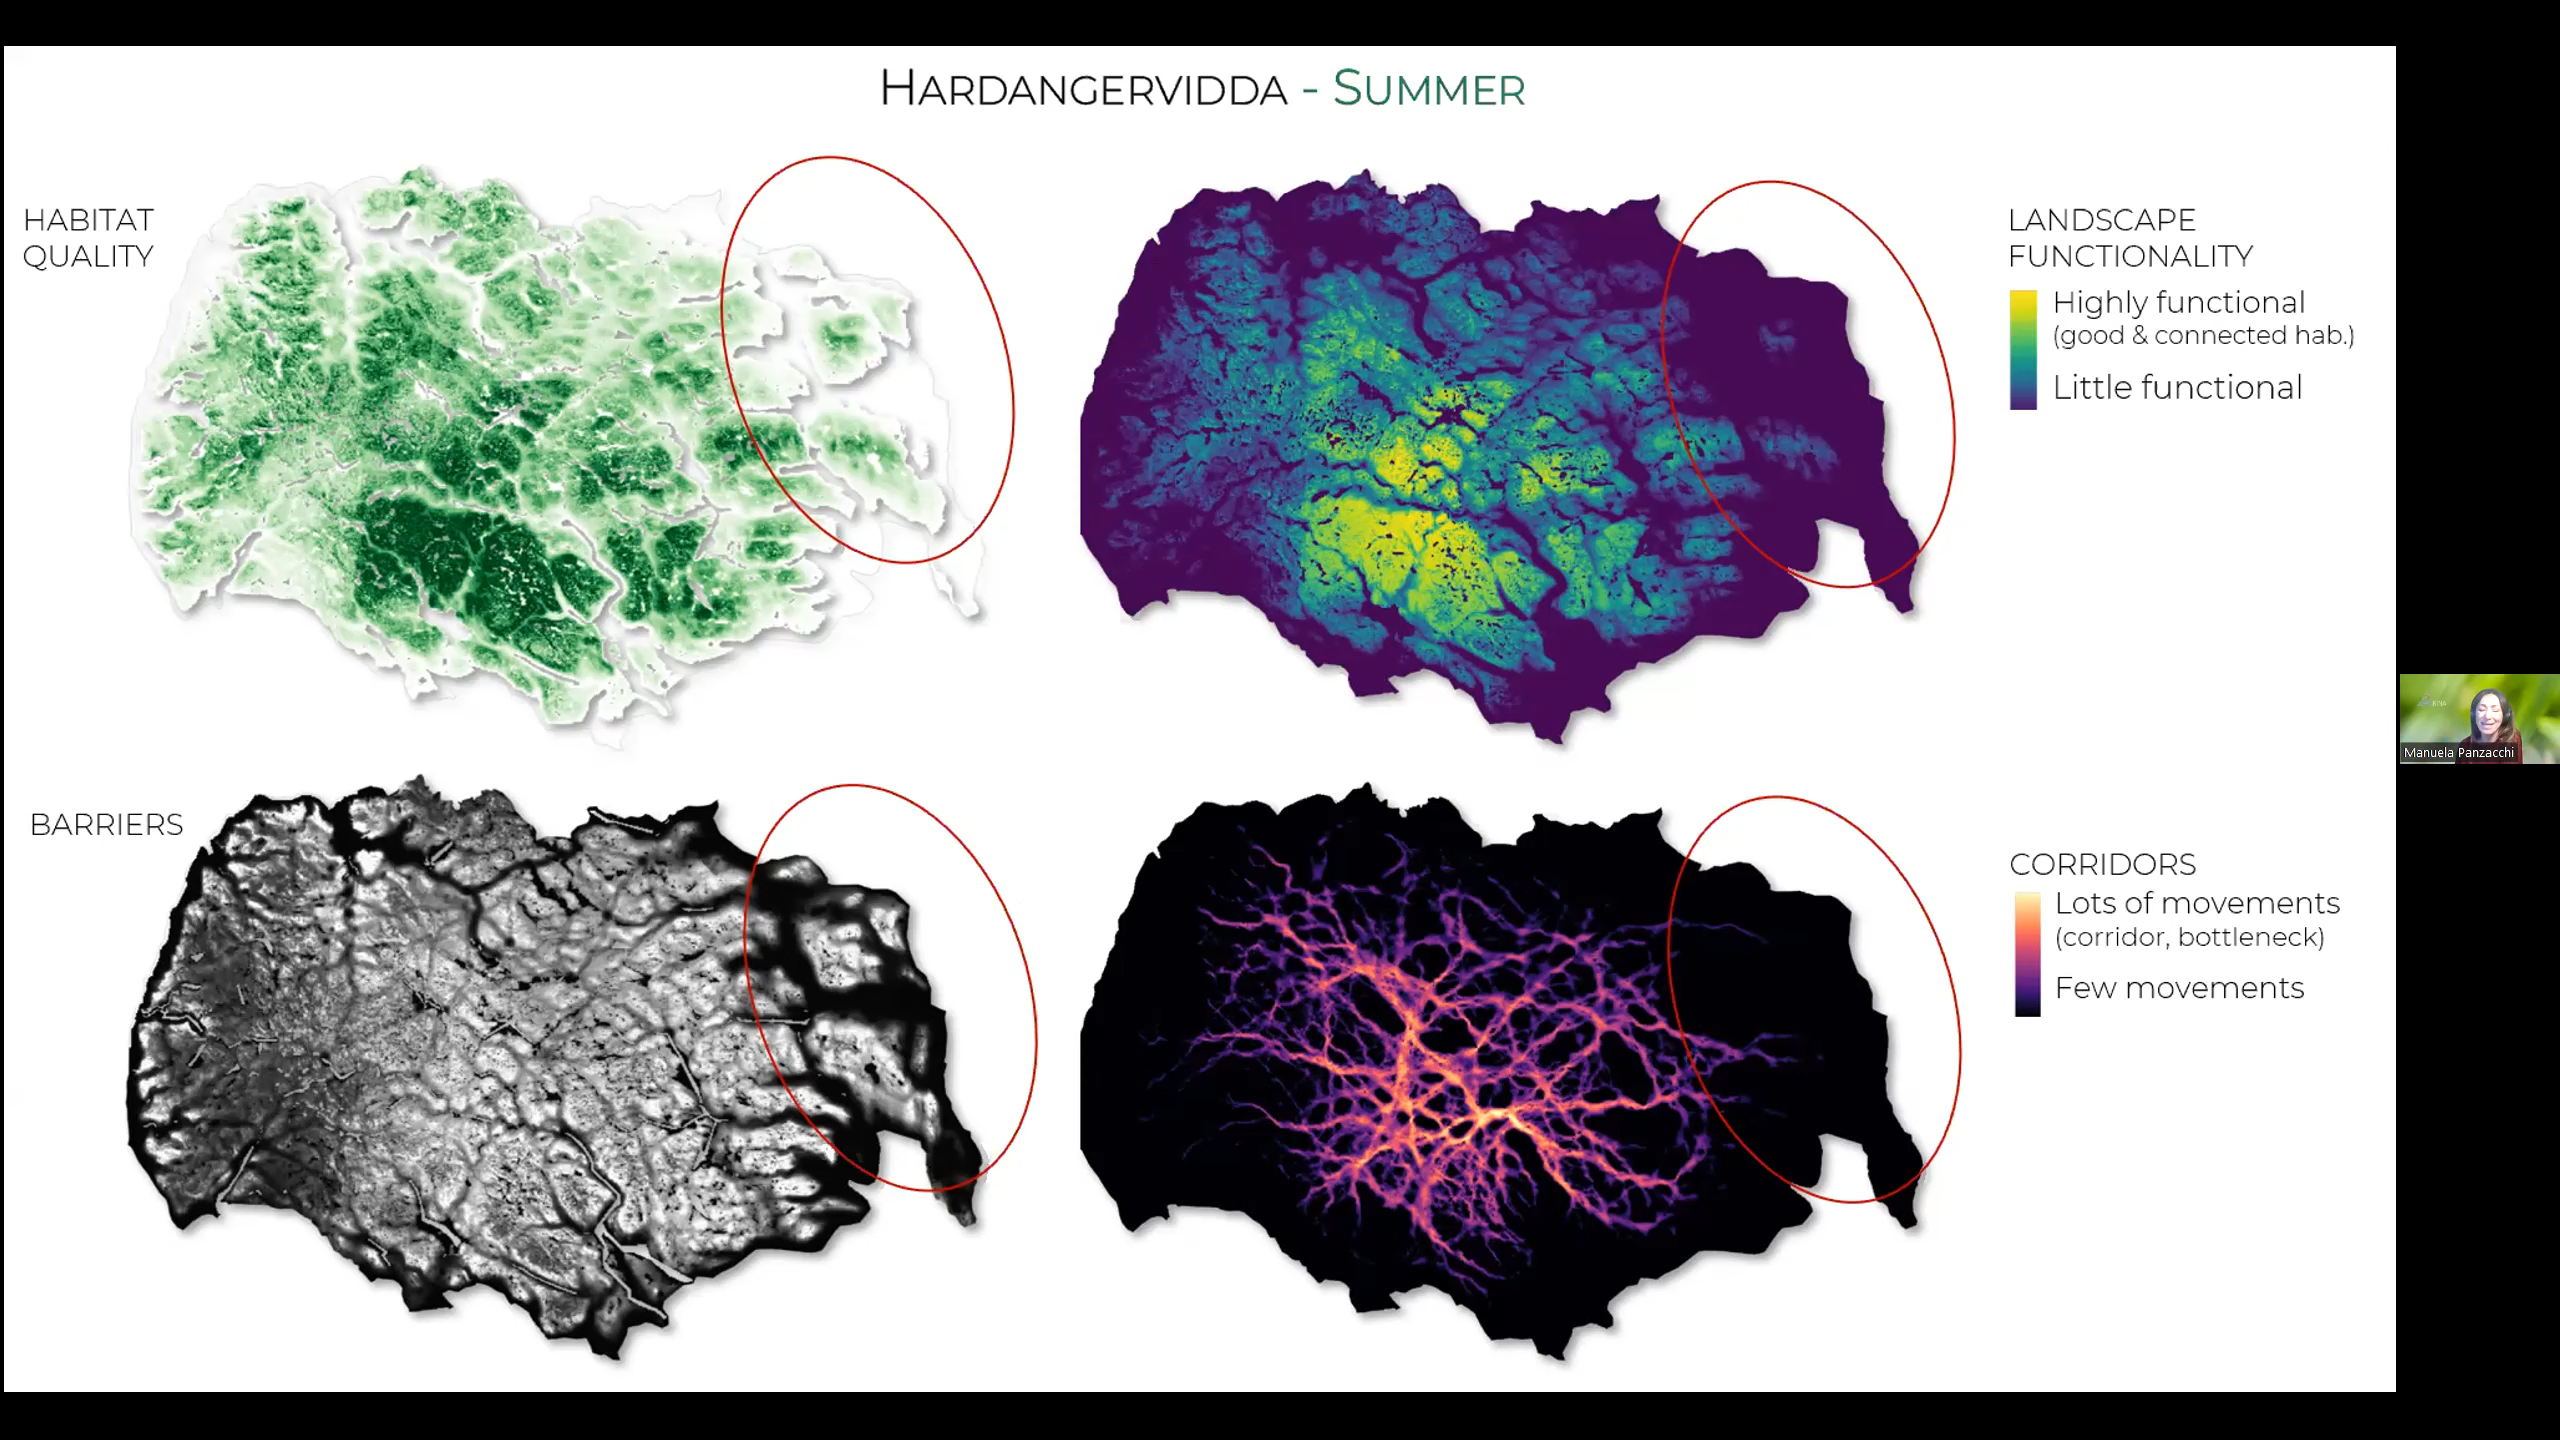 HARDANGERVIDDA - SUMMER
HABITAT
QUALITY
LANDSCAPE
FUNCTIONALITY
Highly functional
(good & connected hab.)
Little functional
BARRIERS
CORRIDORS
Lots of movements
(corridor, bottleneck)
Few movements
Manuela Panzacchi